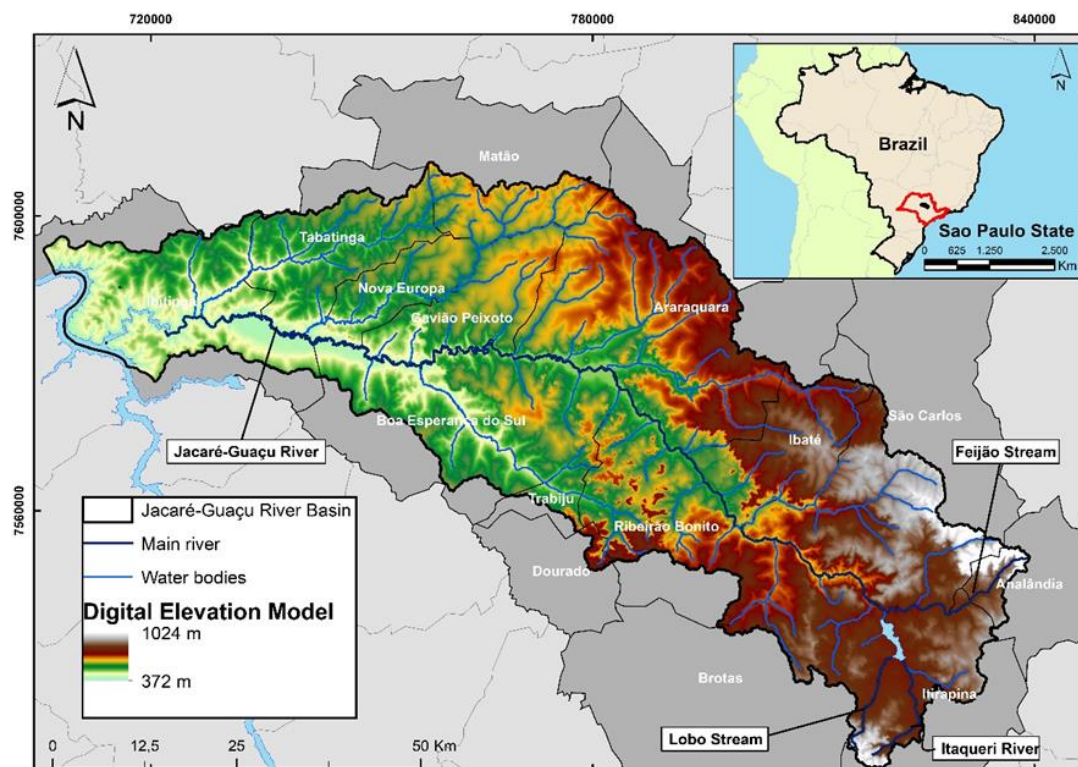 720000
780000
840000
N
N
Brazil
Sao Paulo State
0 625 1.250 2.500
Km
Matão
7600000
Tabatinga
Ibitinga
Nova Europa
Araraquara
Gavião Peixoto
Boa Esperança do Sul
São Carlos
Ibaté
Jacaré-Guaçu River
Feijão Stream
Trabiju
7560000
Jacaré-Guaçu River Basin
Ribeirão Bonito
Main river
Dourado
Analândia
Water bodies
Digital Elevation Model
1024 m
372 m
Brotas
Itirapina
Lobo Stream
Itaqueri River
0 12,5 25 50 Km